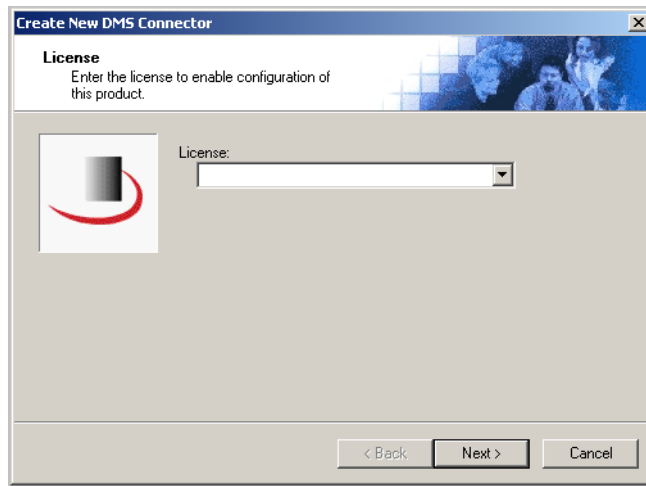 Create New DMS Connector
License
Enter the license to enable configuration of
this product.
License:
< Back
Next >
Cancel